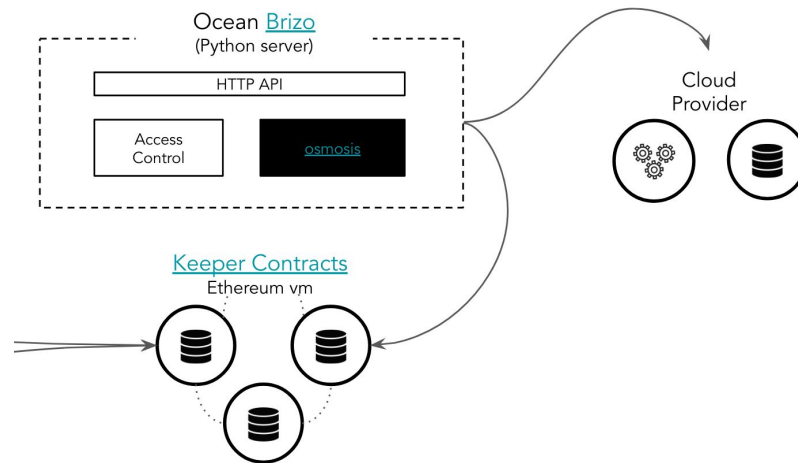 Ocean Brizo
(Python server)
HTTP API
Access
Control
osmosis
Cloud
Provider
Keeper Contracts
Ethereum vm